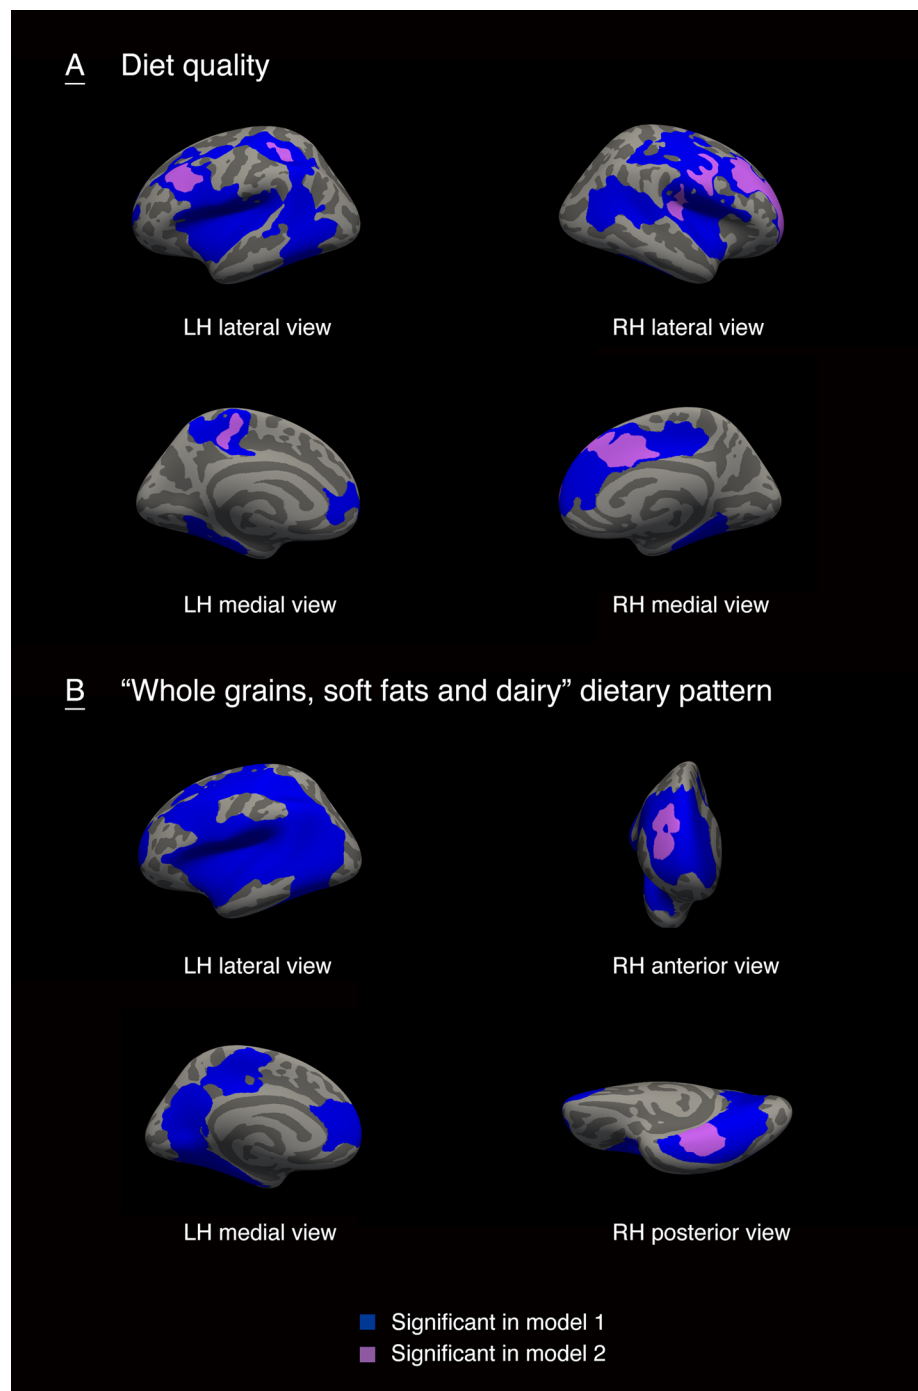 A Diet quality
LH lateral view
RH lateral view
LH medial view
RH medial view
B “Whole grains, soft fats and dairy” dietary pattern
LH lateral view
RH anterior view
LH medial view
RH posterior view
Significant in model 1
Significant in model 2